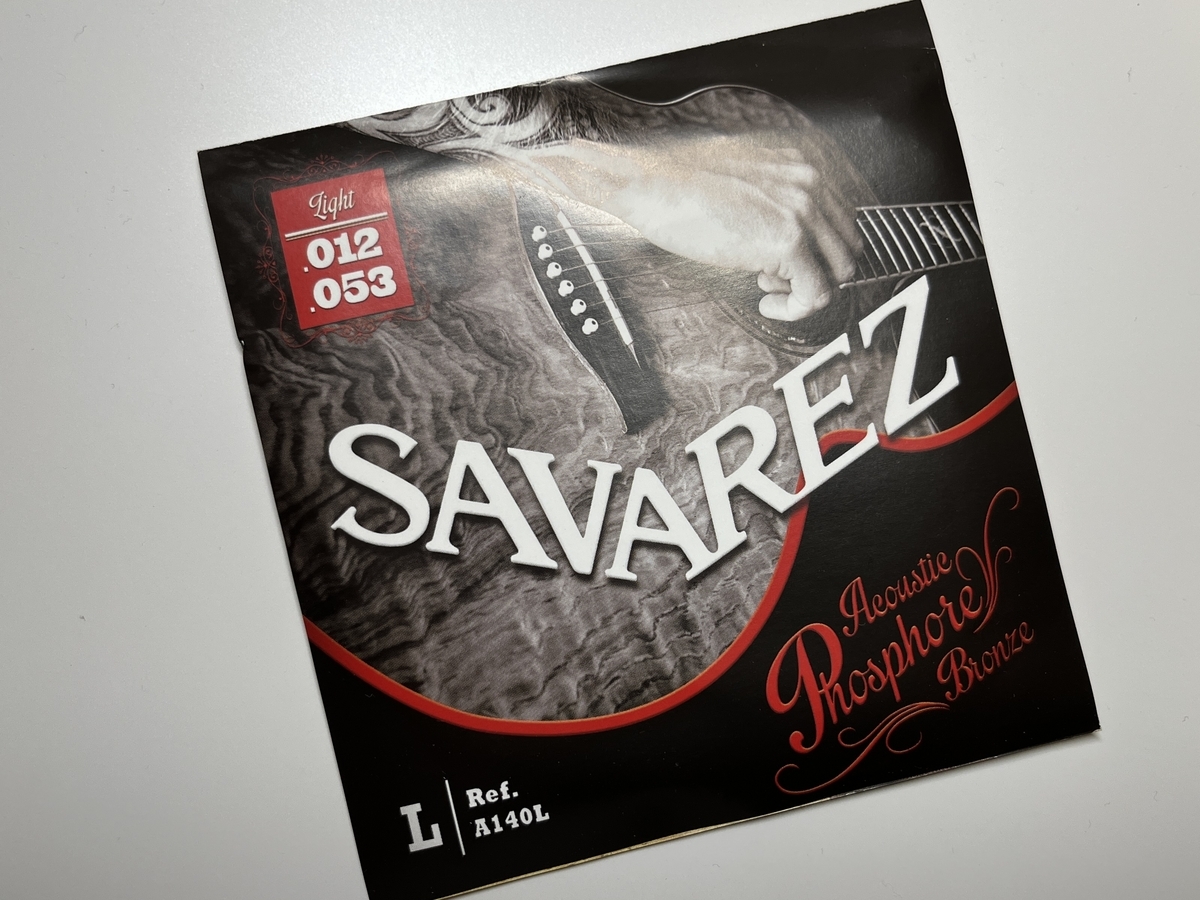 Light
.012
.053
SAVAREZ
Acoustic
Phosphore
Bronze
L
Ref.
A140L